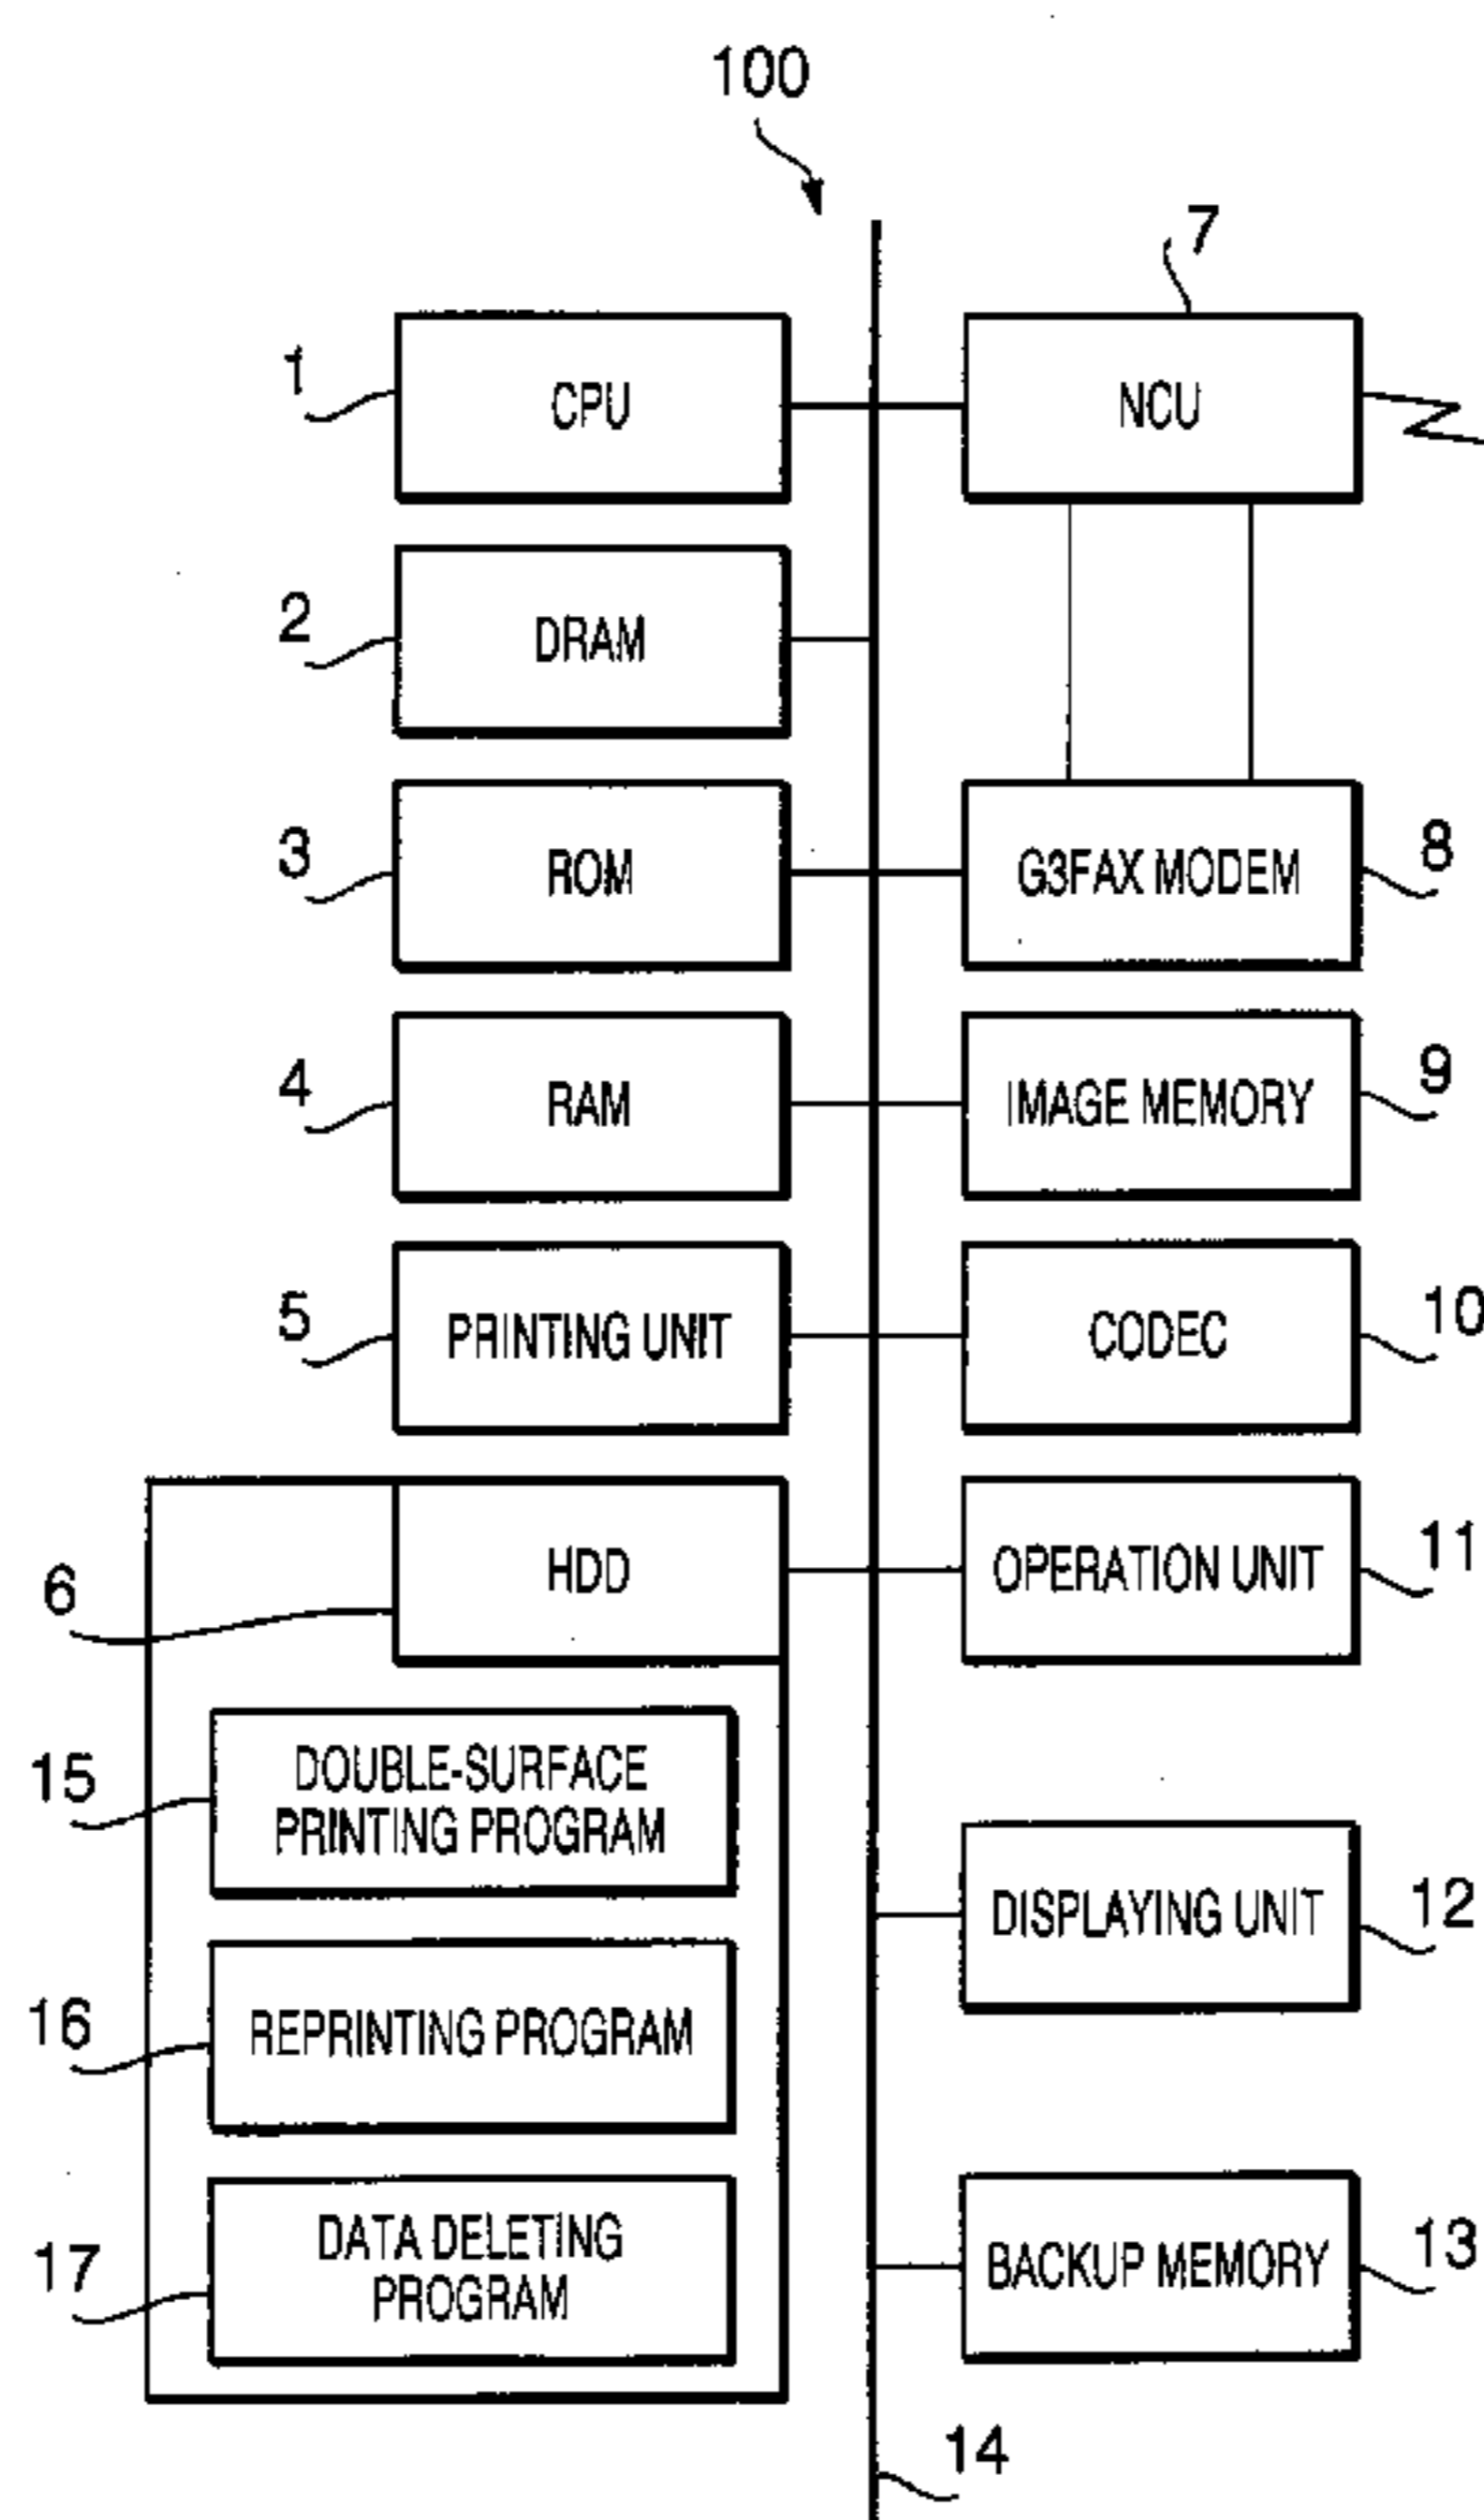 100
7
1
CPU
NCU
2
DRAM
3
ROM
G3FAX MODEM
8
4
RAM
IMAGE MEMORY
9
5
PRINTING UNIT
CODEC
10
6
HDD
OPERATION UNIT
11
15
DOUBLE-SURFACE
PRINTING PROGRAM
DISPLAYING UNIT
12
16
REPRINTING PROGRAM
17
DATA DELETING
PROGRAM
BACKUP MEMORY
13
14